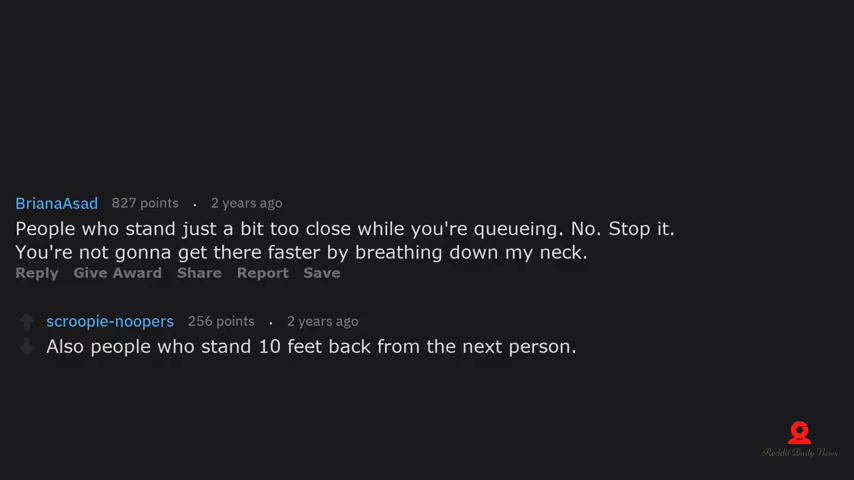 BrianaAsad 827 points . 2 years ago
People who stand just a bit too close while you're queueing. No. Stop it.
You're not gonna get there faster by breathing down my neck.
Reply Give Award Share Report Save
scroopie-noopers 256 points . 2 years ago
Also people who stand 10 feet back from the next person.
Reddit Daily News